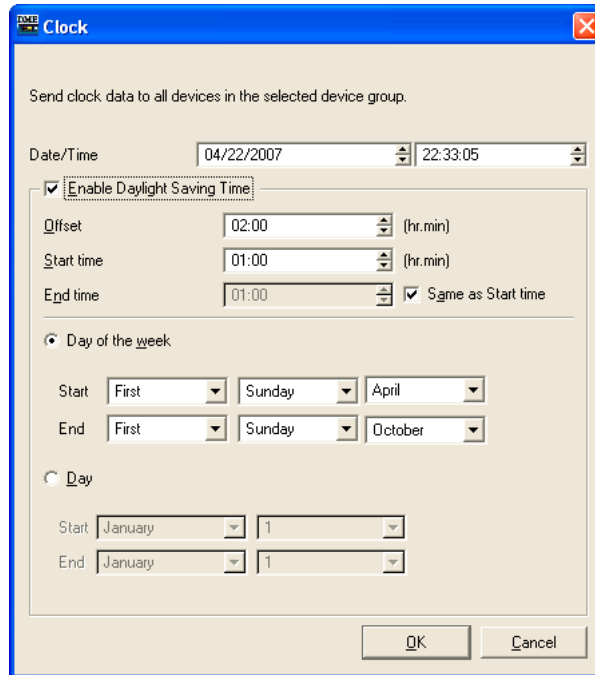 DME
Clock
Send clock data to all devices in the selected device group.
Date/Time 04/22/2007 22:33:05
Enable Daylight Saving Time
Offset 02:00 (hr.min)
Start time 01:00 (hr.min)
End time 01:00 Same as Start time
Day of the week
Start First Sunday April
End First Sunday October
Day
Start January 1
End January 1
OK Cancel